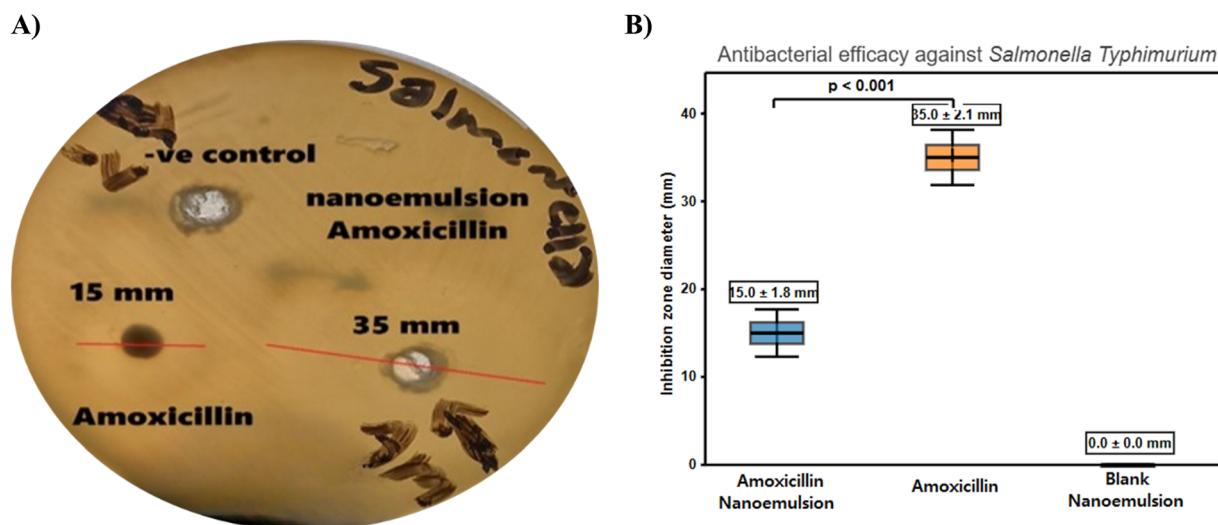 A)
Salmonella
-ve control
nanoemulsion
Amoxicillin
15 mm
35 mm
Amoxicillin
B)
Antibacterial efficacy against Salmonella Typhimurium
p < 0.001
35.0 ± 2.1 mm
15.0 ± 1.8 mm
0.0 ± 0.0 mm
Inhibition zone diameter (mm)
40
30
20
10
0
Amoxicillin
Nanoemulsion
Amoxicillin
Blank
Nanoemulsion